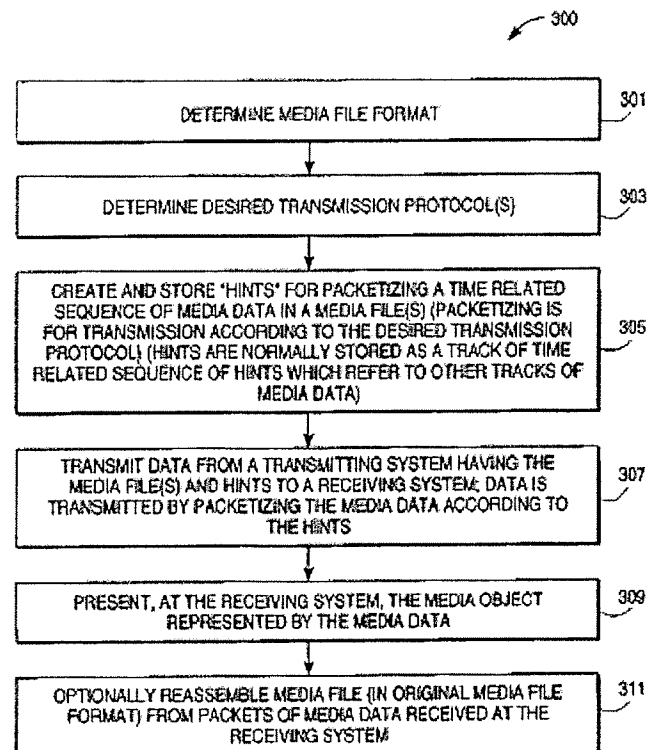 300
DETERMINE MEDIA FILE FORMAT
301
DETERMINE DESIRED TRANSMISSION PROTOCOL(S)
303
CREATE AND STORE "HINTS" FOR PACKETIZING A TIME RELATED
SEQUENCE OF MEDIA DATA IN A MEDIA FILE(S) (PACKETIZING IS
FOR TRANSMISSION ACCORDING TO THE DESIRED TRANSMISSION
PROTOCOL) (HINTS ARE NORMALLY STORED AS A TRACK OF TIME
RELATED SEQUENCE OF HINTS WHICH REFER TO OTHER TRACKS OF
MEDIA DATA)
305
TRANSMIT DATA FROM A TRANSMITTING SYSTEM HAVING THE
MEDIA FILE(S) AND HINTS TO A RECEIVING SYSTEM; DATA IS
TRANSMITTED BY PACKETIZING THE MEDIA DATA ACCORDING TO
THE HINTS
307
PRESENT, AT THE RECEIVING SYSTEM, THE MEDIA OBJECT
REPRESENTED BY THE MEDIA DATA
309
OPTIONALLY REASSEMBLE MEDIA FILE (IN ORIGINAL MEDIA FILE
FORMAT) FROM PACKETS OF MEDIA DATA RECEIVED AT THE
RECEIVING SYSTEM
311